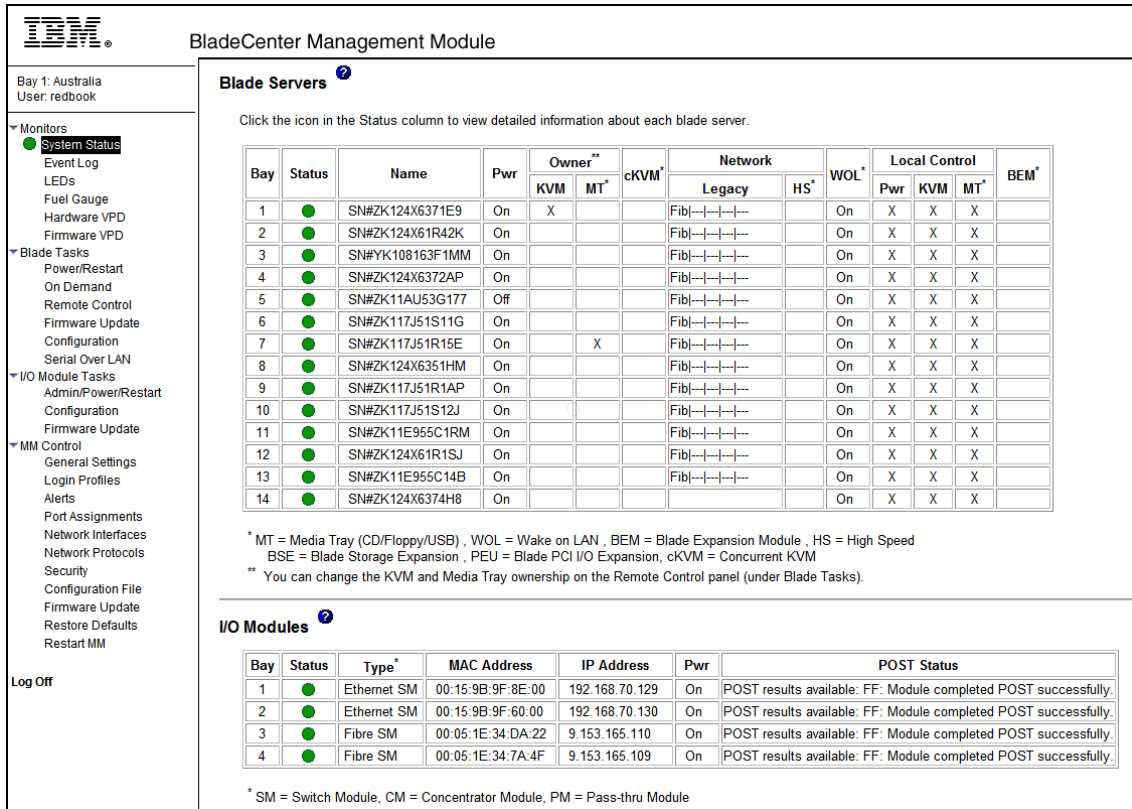 IBM®
BladeCenter Management Module
Bay 1: Australia
User: redbook
Monitors
System Status
Event Log
LEDs
Fuel Gauge
Hardware VPD
Firmware VPD
Blade Tasks
Power/Restart
On Demand
Remote Control
Firmware Update
Configuration
Serial Over LAN
I/O Module Tasks
Admin/Power/Restart
Configuration
Firmware Update
MM Control
General Settings
Login Profiles
Alerts
Port Assignments
Network Interfaces
Network Protocols
Security
Configuration File
Firmware Update
Restore Defaults
Restart MM
Log Off
Blade Servers ?
Click the icon in the Status column to view detailed information about each blade server.
Bay Status Name Pwr Owner** cKVM* Network WOL* Local Control BEM*
KVM MT* Legacy HS* Pwr KVM MT*
1 SN#ZK124X6371E9 On X Fib|---|---|---|--- On X X X
2 SN#ZK124X61R42K On Fib|---|---|---|--- On X X X
3 SN#YK108163F1MM On Fib|---|---|---|--- On X X X
4 SN#ZK124X6372AP On Fib|---|---|---|--- On X X X
5 SN#ZK11AU53G177 Off Fib|---|---|---|--- On X X X
6 SN#ZK117J51S11G On Fib|---|---|---|--- On X X X
7 SN#ZK117J51R15E On X Fib|---|---|---|--- On X X X
8 SN#ZK124X6351HM On Fib|---|---|---|--- On X X X
9 SN#ZK117J51R1AP On Fib|---|---|---|--- On X X X
10 SN#ZK117J51S12J On Fib|---|---|---|--- On X X X
11 SN#ZK11E955C1RM On Fib|---|---|---|--- On X X X
12 SN#ZK124X61R1SJ On Fib|---|---|---|--- On X X X
13 SN#ZK11E955C14B On Fib|---|---|---|--- On X X X
14 SN#ZK124X6374H8 On On X X X
* MT = Media Tray (CD/Floppy/USB) , WOL = Wake on LAN , BEM = Blade Expansion Module , HS = High Speed
BSE = Blade Storage Expansion , PEU = Blade PCI I/O Expansion, cKVM = Concurrent KVM
** You can change the KVM and Media Tray ownership on the Remote Control panel (under Blade Tasks).
I/O Modules ?
Bay Status Type* MAC Address IP Address Pwr POST Status
1 Ethernet SM 00:15:9B:9F:8E:00 192.168.70.129 On POST results available: FF: Module completed POST successfully.
2 Ethernet SM 00:15:9B:9F:60:00 192.168.70.130 On POST results available: FF: Module completed POST successfully.
3 Fibre SM 00:05:1E:34:DA:22 9.153.165.110 On POST results available: FF: Module completed POST successfully.
4 Fibre SM 00:05:1E:34:7A:4F 9.153.165.109 On POST results available: FF: Module completed POST successfully.
* SM = Switch Module, CM = Concentrator Module, PM = Pass-thru Module